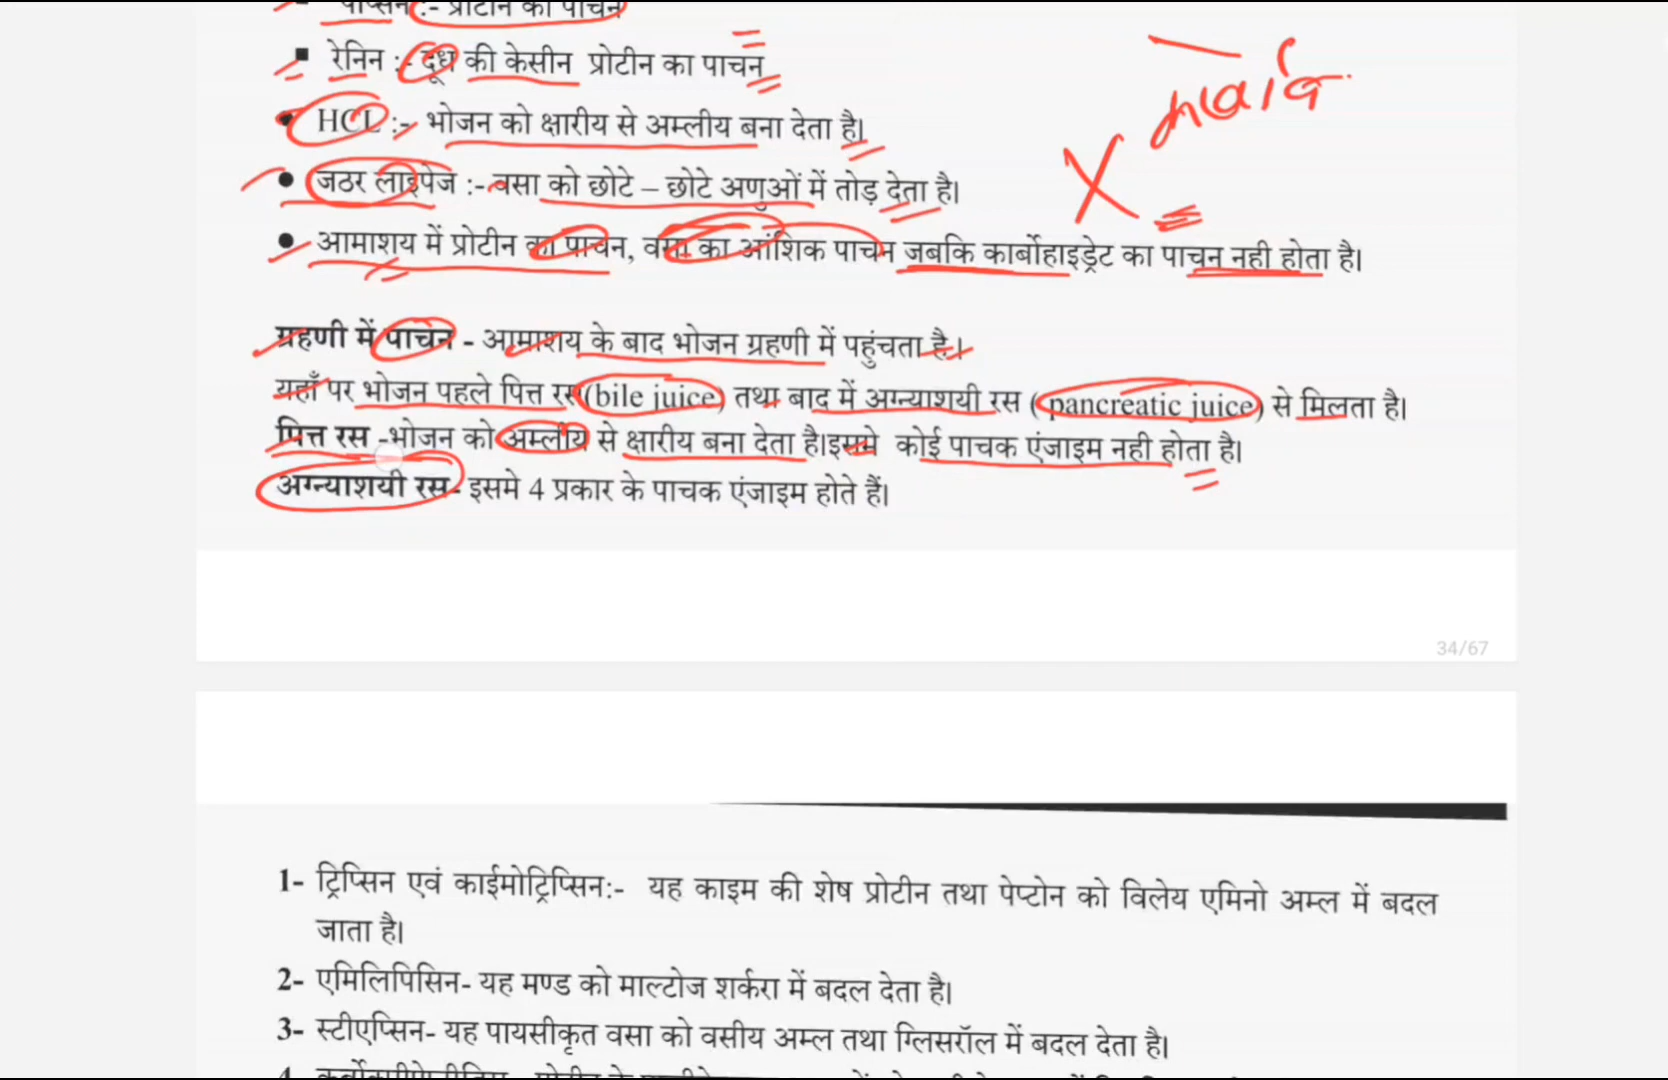 पेप्सिन :- प्रोटीन का पाचन
रेनिन :- दूध की केसीन प्रोटीन का पाचन
HCL :- भोजन को क्षारीय से अम्लीय बना देता है।
जठर लाइपेज :- वसा को छोटे – छोटे अणुओं में तोड़ देता है।
आमाशय में प्रोटीन का पाचन, वसा का आंशिक पाचन जबकि कार्बोहाइड्रेट का पाचन नही होता है।
ग्रहणी में पाचन - आमाशय के बाद भोजन ग्रहणी में पहुंचता है।
यहाँ पर भोजन पहले पित्त रस (bile juice) तथा बाद में अग्न्याशयी रस ( pancreatic juice) से मिलता है।
पित्त रस -भोजन को अम्लीय से क्षारीय बना देता है।इसमे कोई पाचक एंजाइम नही होता है।
अग्न्याशयी रस- इसमे 4 प्रकार के पाचक एंजाइम होते हैं।
34/67
1- ट्रिप्सिन एवं काईमोट्रिप्सिन:- यह काइम की शेष प्रोटीन तथा पेप्टोन को विलेय एमिनो अम्ल में बदल
जाता है।
2- एमिलिपिसिन- यह मण्ड को माल्टोज शर्करा में बदल देता है।
3- स्टीएप्सिन- यह पायसीकृत वसा को वसीय अम्ल तथा ग्लिसरॉल में बदल देता है।